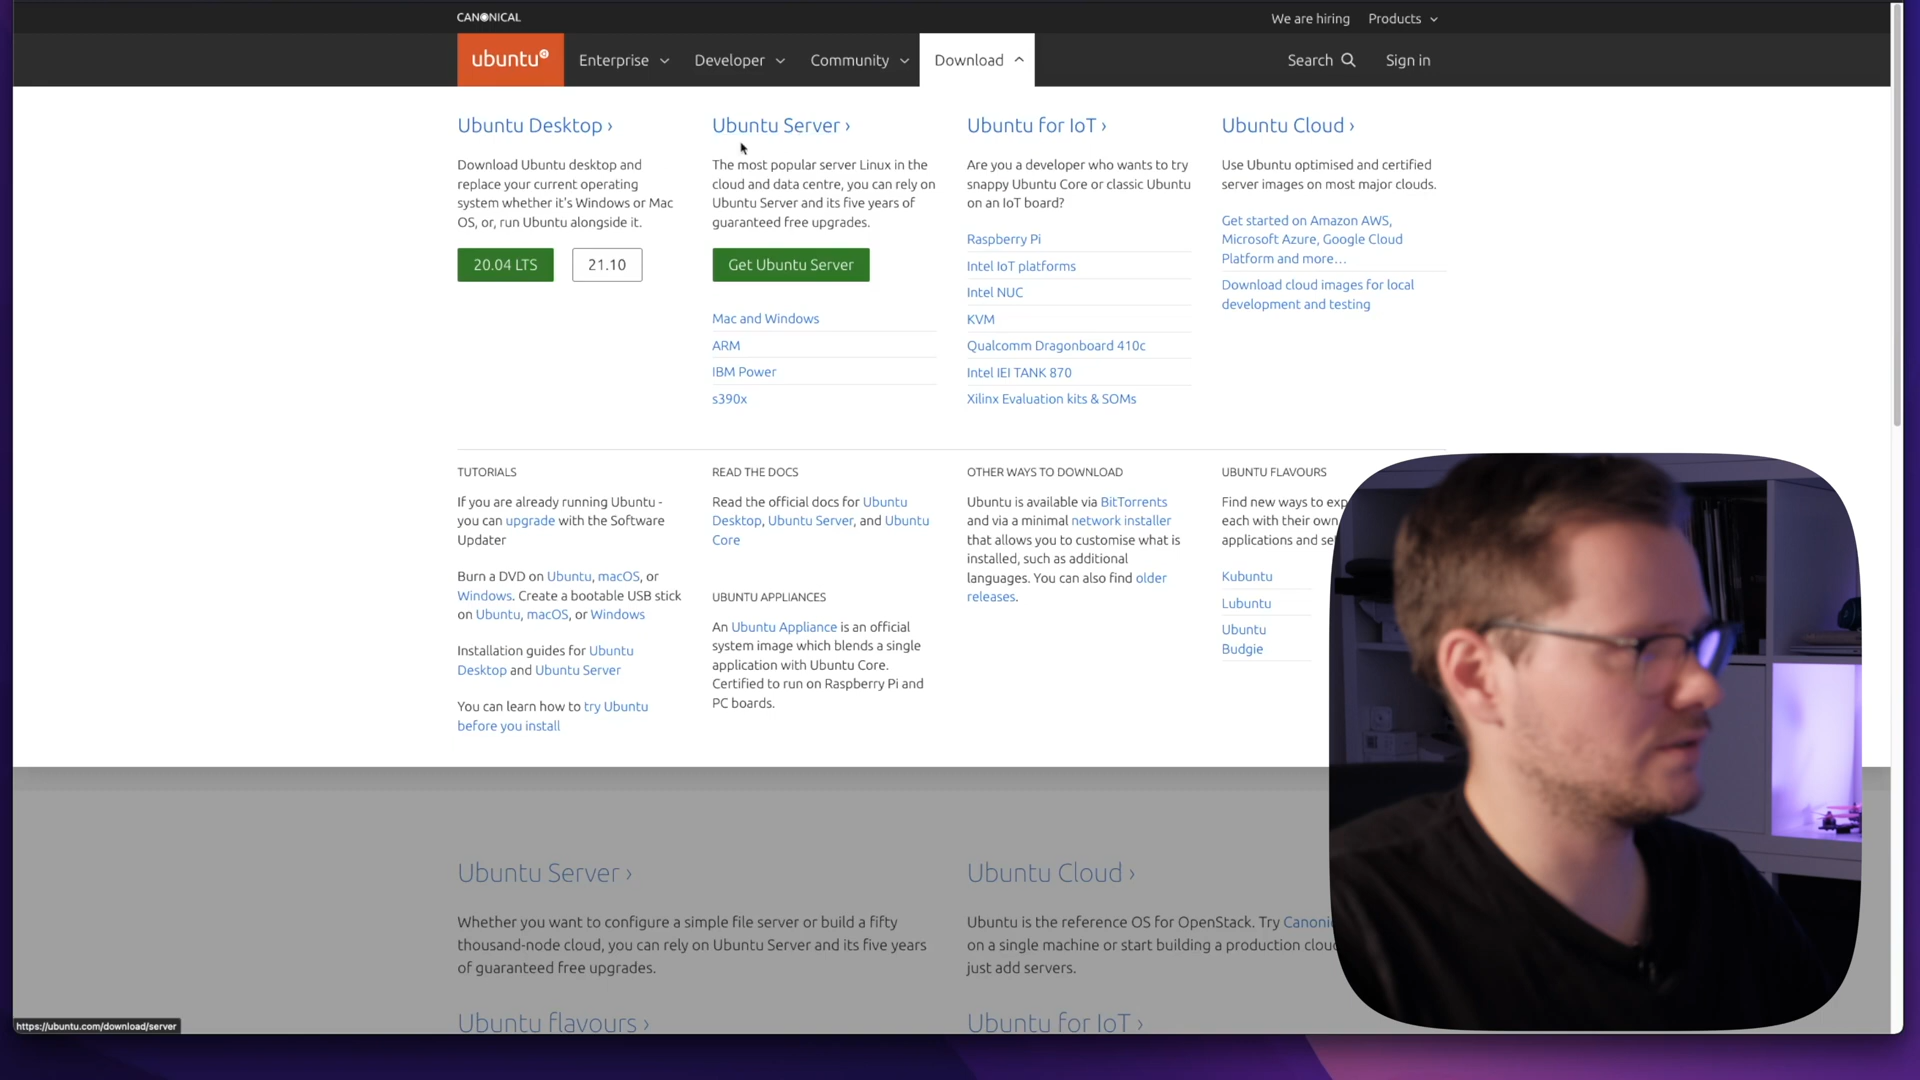 CANONICAL
We are hiring
Products
ubuntu
Enterprise
Developer
Community
Download
Search
Sign in
Ubuntu Desktop ›
Download Ubuntu desktop and
replace your current operating
system whether it's Windows or Mac
OS, or, run Ubuntu alongside it.
20.04 LTS
21.10
Ubuntu Server ›
The most popular server Linux in the
cloud and data centre, you can rely on
Ubuntu Server and its five years of
guaranteed free upgrades.
Get Ubuntu Server
Mac and Windows
ARM
IBM Power
s390x
Ubuntu for IoT ›
Are you a developer who wants to try
snappy Ubuntu Core or classic Ubuntu
on an IoT board?
Raspberry Pi
Intel IoT platforms
Intel NUC
KVM
Qualcomm Dragonboard 410c
Intel IEI TANK 870
Xilinx Evaluation kits & SOMs
Ubuntu Cloud ›
Use Ubuntu optimised and certified
server images on most major clouds.
Get started on Amazon AWS,
Microsoft Azure, Google Cloud
Platform and more…
Download cloud images for local
development and testing
TUTORIALS
If you are already running Ubuntu -
you can upgrade with the Software
Updater
Burn a DVD on Ubuntu, macOS, or
Windows. Create a bootable USB stick
on Ubuntu, macOS, or Windows
Installation guides for Ubuntu
Desktop and Ubuntu Server
You can learn how to try Ubuntu
before you install
READ THE DOCS
Read the official docs for Ubuntu
Desktop, Ubuntu Server, and Ubuntu
Core
UBUNTU APPLIANCES
An Ubuntu Appliance is an official
system image which blends a single
application with Ubuntu Core.
Certified to run on Raspberry Pi and
PC boards.
OTHER WAYS TO DOWNLOAD
Ubuntu is available via BitTorrents
and via a minimal network installer
that allows you to customise what is
installed, such as additional
languages. You can also find older
releases.
UBUNTU FLAVOURS
Find new ways to exp
each with their own
applications and se
Kubuntu
Lubuntu
Ubuntu
Budgie
Ubuntu Server ›
Whether you want to configure a simple file server or build a fifty
thousand-node cloud, you can rely on Ubuntu Server and its five years
of guaranteed free upgrades.
Ubuntu Cloud ›
Ubuntu is the reference OS for OpenStack. Try Canoni
on a single machine or start building a production clou
just add servers.
Ubuntu flavours ›
Ubuntu for IoT ›
https://ubuntu.com/download/server